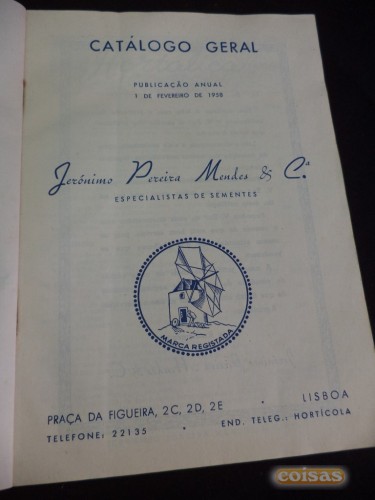 CATÁLOGO GERAL
PUBLICAÇÃO ANUAL
1 DE FEVEREIRO DE 1958
Jerónimo Pereira Mendes & C.ª
ESPECIALISTAS DE SEMENTES
MARCA REGISTADA
PRAÇA DA FIGUEIRA, 2C, 2D, 2E • LISBOA
TELEFONE: 22135 • END. TELEG.: HORTÍCOLA
coisas